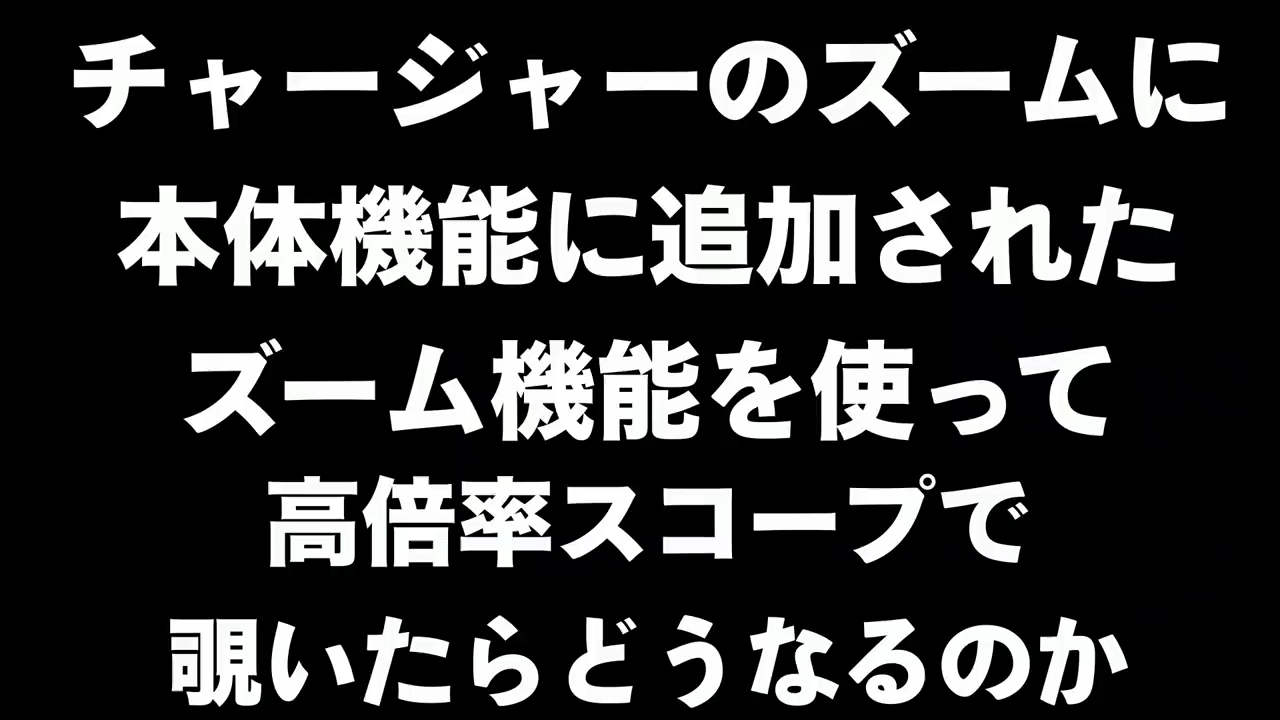 チャージャーのズームに
本体機能に追加された
ズーム機能を使って
高倍率スコープで
覗いたらどうなるのか